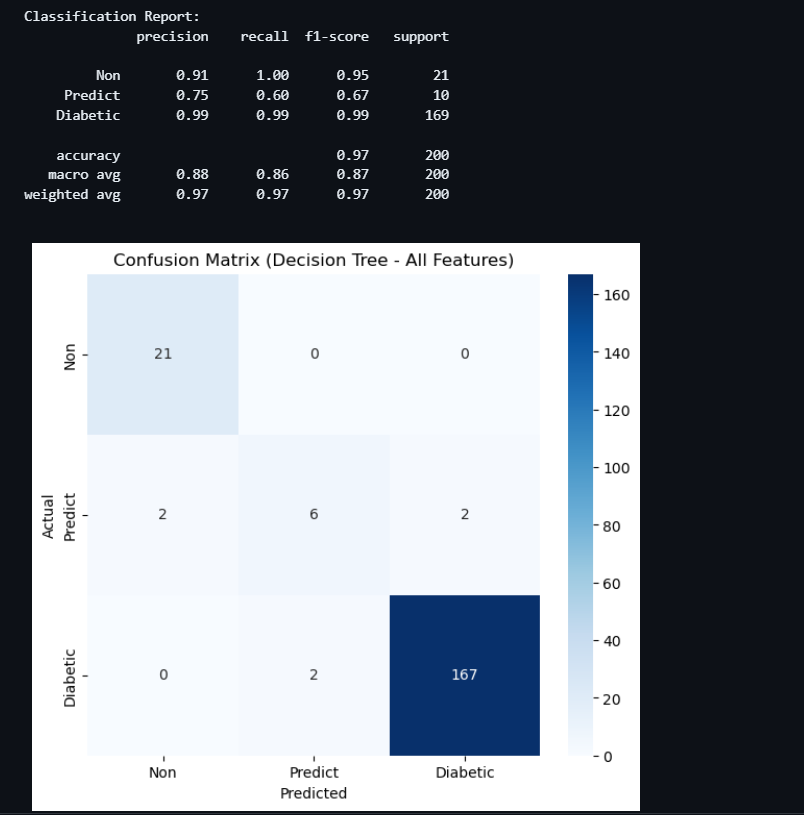 Classification Report:
precision recall f1-score support
Non 0.91 1.00 0.95 21
Predict 0.75 0.60 0.67 10
Diabetic 0.99 0.99 0.99 169
accuracy 0.97 200
macro avg 0.88 0.86 0.87 200
weighted avg 0.97 0.97 0.97 200
Confusion Matrix (Decision Tree - All Features)
160
140
120
100
80
60
40
20
0
Actual
Non
21 0 0
Predict
2 6 2
Diabetic
0 2 167
Non Predict Diabetic
Predicted